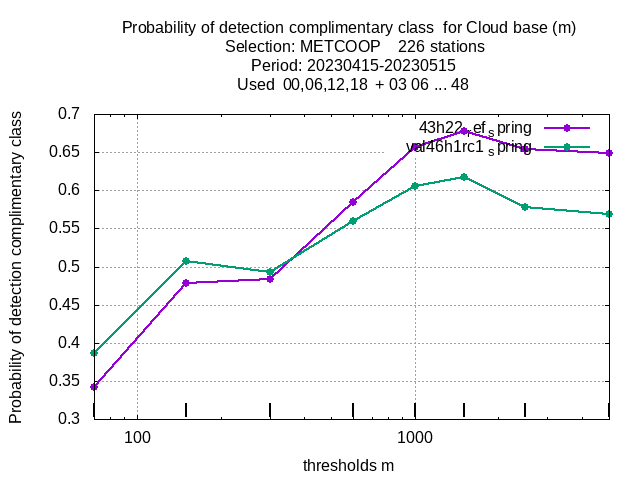 Probability of detection complimentary class for Cloud base (m)
Selection: METCOOP 226 stations
Period: 20230415-20230515
Used 00,06,12,18 + 03 06 ... 48
Probability of detection complimentary class
0.7
0.65
0.6
0.55
0.5
0.45
0.4
0.35
0.3
43h22_ref_spring
val46h1rc1_spring
100
1000
thresholds m